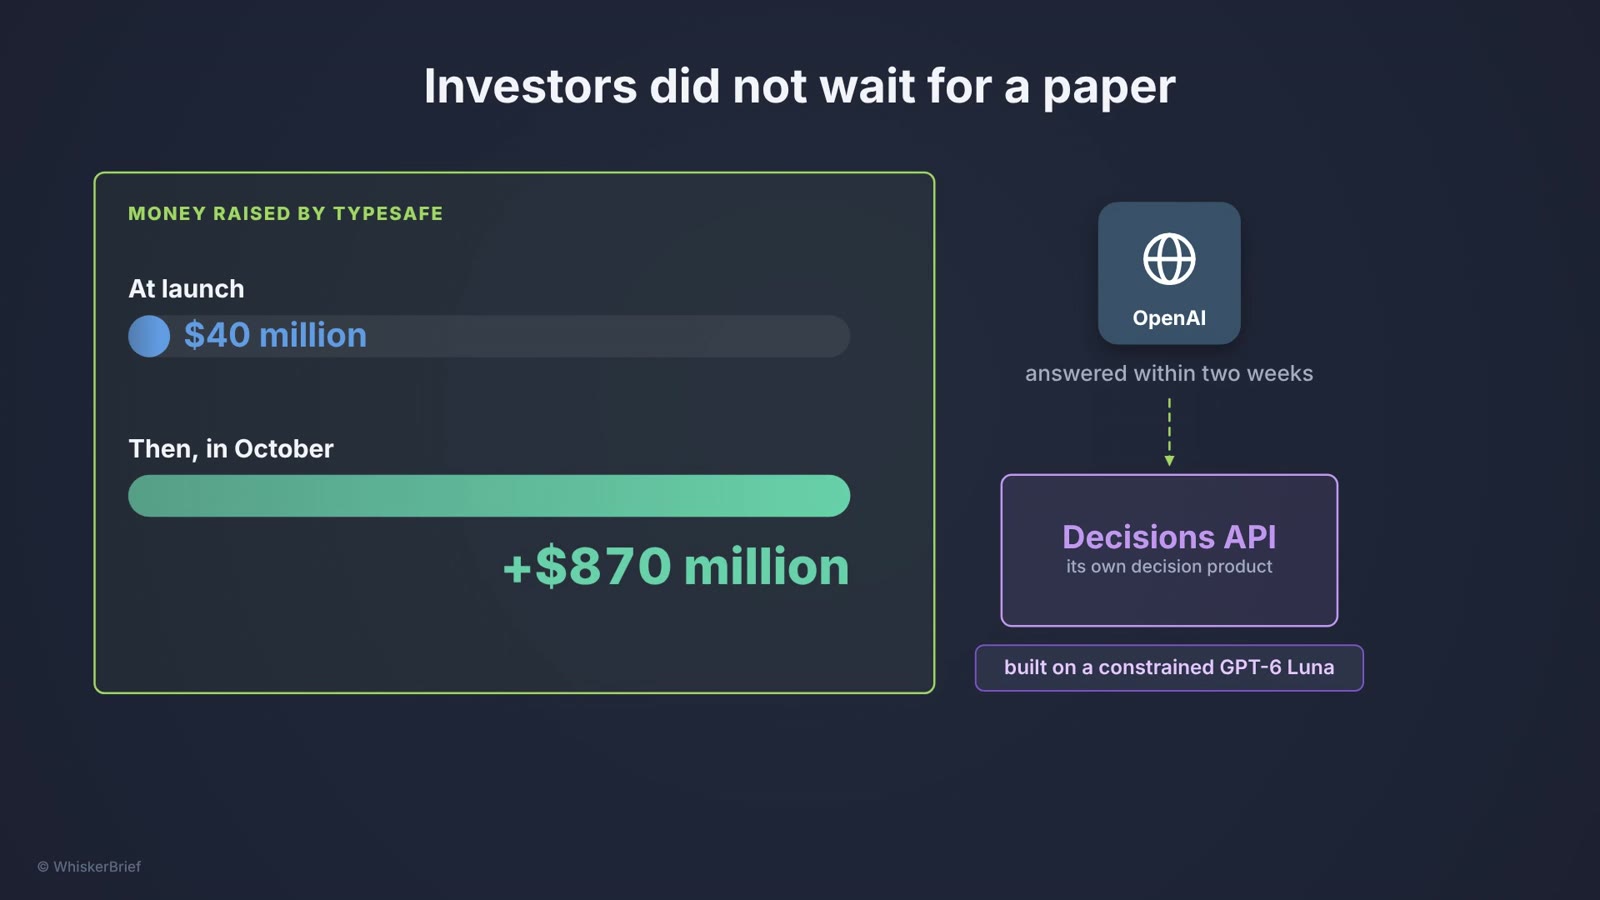 Investors did not wait for a paper
MONEY RAISED BY TYPESAFE
At launch
$40 million
Then, in October
+$870 million
OpenAI
answered within two weeks
Decisions API
its own decision product
built on a constrained GPT-6 Luna
© WhiskerBrief